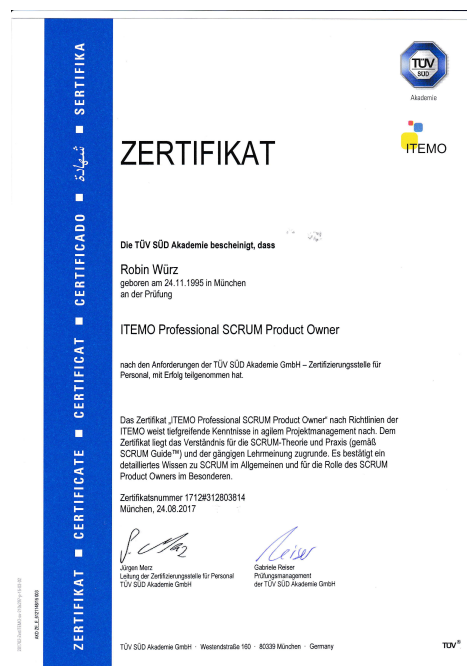 TÜV
SÜD
Akademie
ITEMO
ZERTIFIKAT
Die TÜV SÜD Akademie bescheinigt, dass
Robin Würz
geboren am 24.11.1995 in München
an der Prüfung
ITEMO Professional SCRUM Product Owner
nach den Anforderungen der TÜV SÜD Akademie GmbH – Zertifizierungsstelle für
Personal, mit Erfolg teilgenommen hat.
Das Zertifikat „ITEMO Professional SCRUM Product Owner“ nach Richtlinien der
ITEMO weist tiefgreifende Kenntnisse in agilem Projektmanagement nach. Dem
Zertifikat liegt das Verständnis für die SCRUM-Theorie und Praxis (gemäß
SCRUM Guide™) und der gängigen Lehrmeinung zugrunde. Es bestätigt ein
detailliertes Wissen zu SCRUM im Allgemeinen und für die Rolle des SCRUM
Product Owners im Besonderen.
Zertifikatsnummer 1712#312803814
München, 24.08.2017
J. Merz
Reiser
Jürgen Merz
Leitung der Zertifizierungsstelle für Personal
TÜV SÜD Akademie GmbH
Gabriele Reiser
Prüfungsmanagement
der TÜV SÜD Akademie GmbH
TÜV SÜD Akademie GmbH · Westendstraße 160 · 80339 München · Germany
TÜV®
ZERTIFIKAT ■ CERTIFICATE ■ CERTIFICAT ■ CERTIFICADO ■ شهادة ■ SERTIFIKA